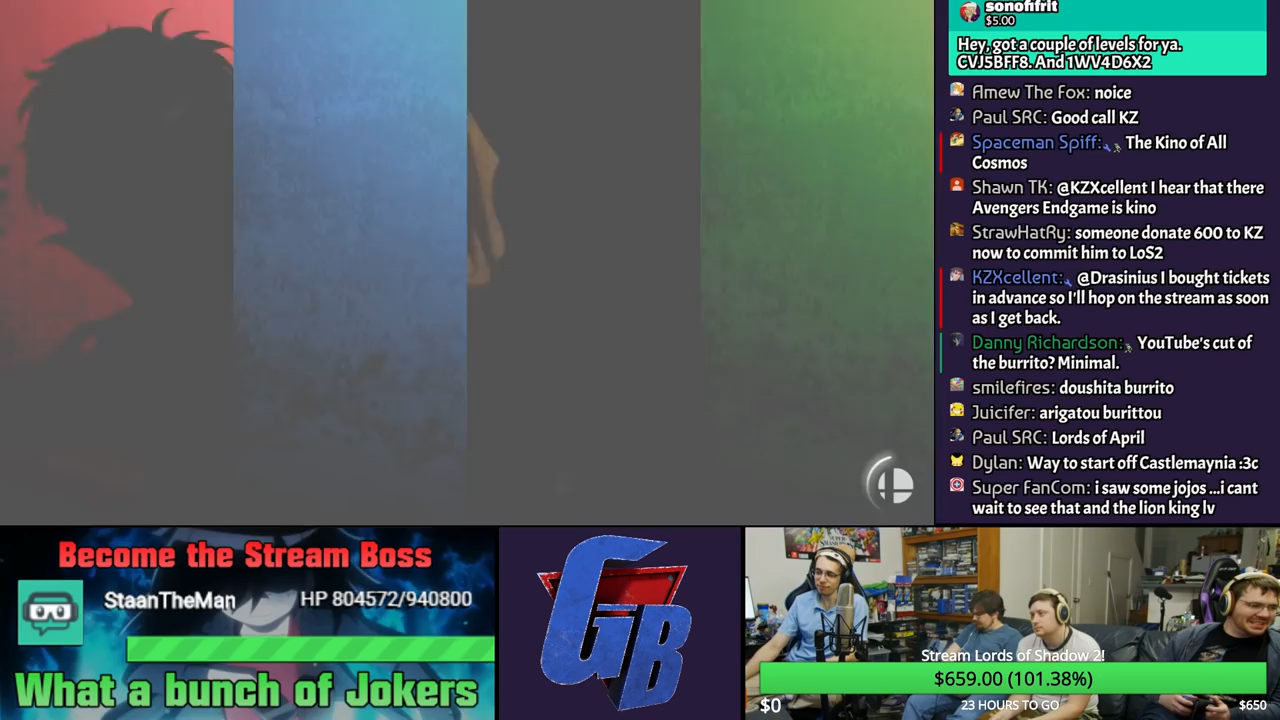 sonofifrit
$5.00
Hey, got a couple of levels for ya.
CVJ5BFF8. And 1WV4D6X2
Amew The Fox: noice
Paul SRC: Good call KZ
Spaceman Spiff: The Kino of All
Cosmos
Shawn TK: @KZXcellent I hear that there
Avengers Endgame is kino
StrawHatRy: someone donate 600 to KZ
now to commit him to LoS2
KZXcellent: @Drasinius I bought tickets
in advance so I'll hop on the stream as soon
as I get back.
Danny Richardson: YouTube's cut of
the burrito? Minimal.
smilefires: doushita burrito
Juicifer: arigatou burittou
Paul SRC: Lords of April
Dylan: Way to start off Castlemaynia :3c
Super FanCom: i saw some jojos ...i cant
wait to see that and the lion king lv
Become the Stream Boss
StaanTheMan HP 804572/940800
What a bunch of Jokers
GB
Stream Lords of Shadow 2!
$659.00 (101.38%)
$0 23 HOURS TO GO $650